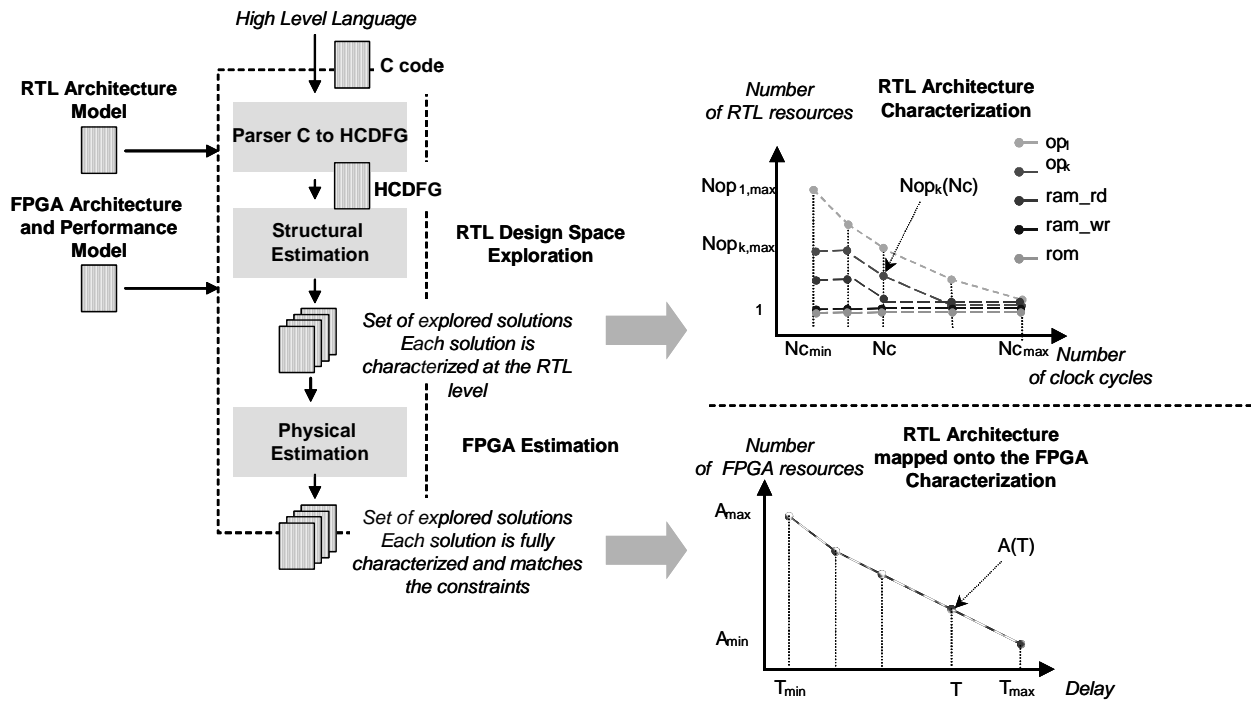 High Level Language
C code
RTL Architecture
Model
Parser C to HCDFG
HCDFG
FPGA Architecture
and Performance
Model
Structural
Estimation
RTL Design Space
Exploration
Set of explored solutions
Each solution is
characterized at the RTL
level
Physical
Estimation
FPGA Estimation
Set of explored solutions
Each solution is fully
characterized and matches
the constraints
Number
of RTL resources
RTL Architecture
Characterization
op1
opk
ram_rd
ram_wr
rom
Nop1,max
Nopk(Nc)
Nopk,max
1
Ncmin
Nc
Ncmax
Number
of clock cycles
Number
of FPGA resources
RTL Architecture
mapped onto the FPGA
Characterization
Amax
A(T)
Amin
Tmin
T
Tmax
Delay